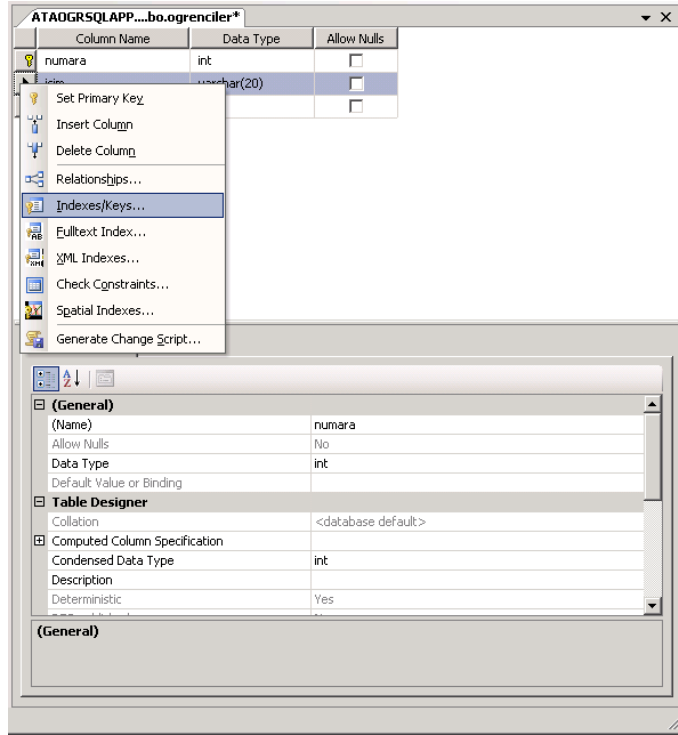 ATAOGRSQLAPP....bo.ogrenciler*
Column Name Data Type Allow Nulls
numara int
varchar(20)
Set Primary Key
Insert Column
Delete Column
Relationships...
Indexes/Keys...
Fulltext Index...
XML Indexes...
Check Constraints...
Spatial Indexes...
Generate Change Script...
(General)
(Name) numara
Allow Nulls No
Data Type int
Default Value or Binding
Table Designer
Collation <database default>
Computed Column Specification
Condensed Data Type int
Description
Deterministic Yes
(General)